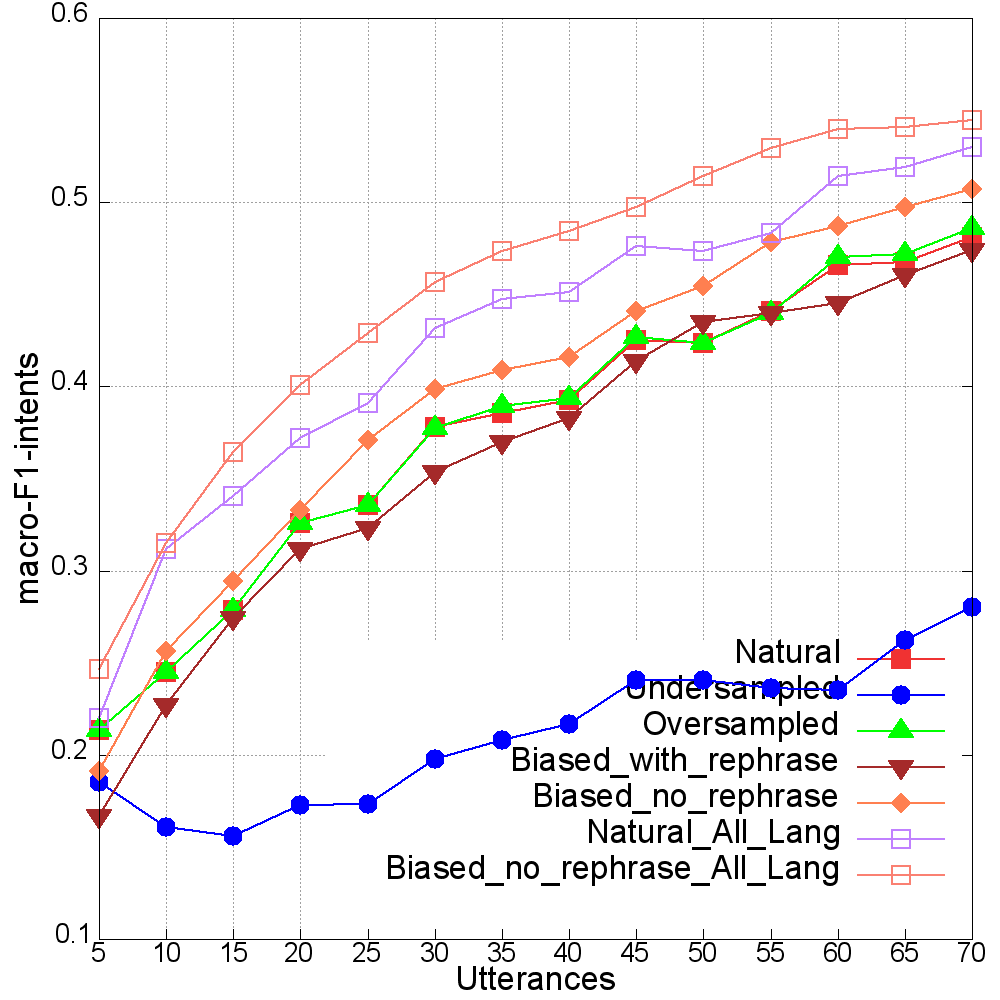 0.6
0.5
0.4
0.3
0.2
0.1
macro-F1-intents
Natural
Undersampled
Oversampled
Biased_with_rephrase
Biased_no_rephrase
Natural_All_Lang
Biased_no_rephrase_All_Lang
5 10 15 20 25 30 35 40 45 50 55 60 65 70
Utterances